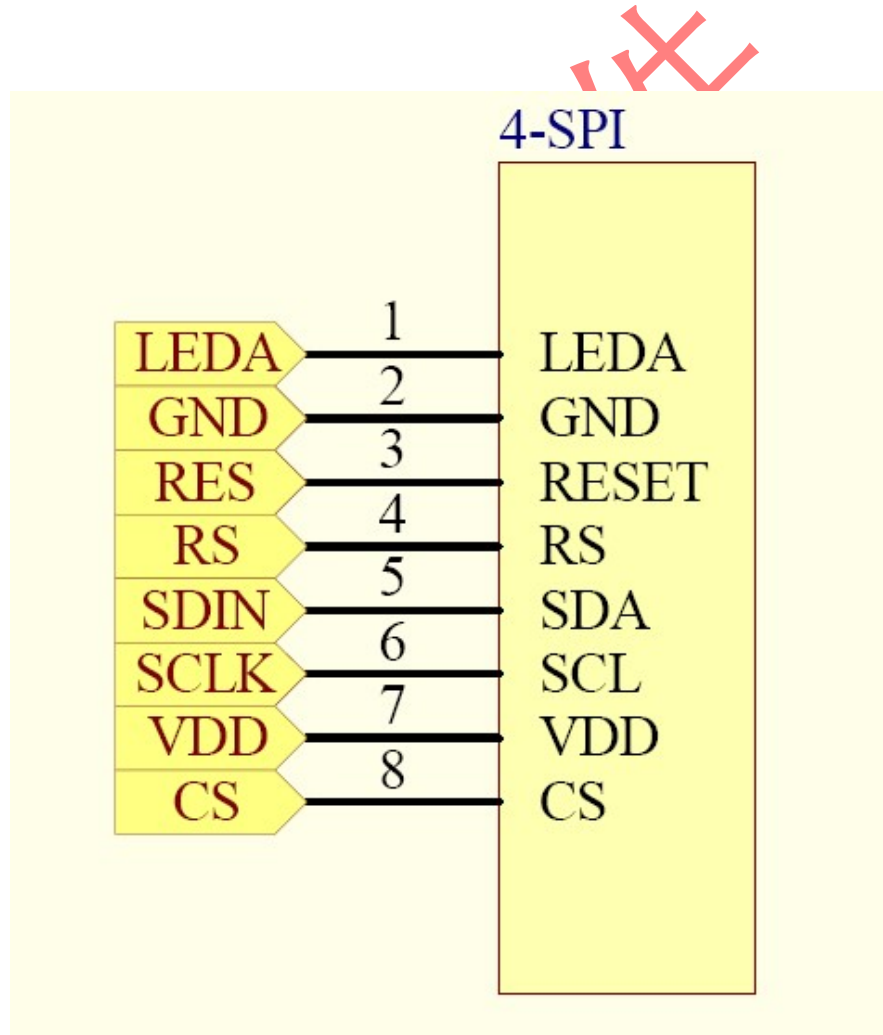 4-SPI
LEDA 1 LEDA
GND 2 GND
RES 3 RESET
RS 4 RS
SDIN 5 SDA
SCLK 6 SCL
VDD 7 VDD
CS 8 CS